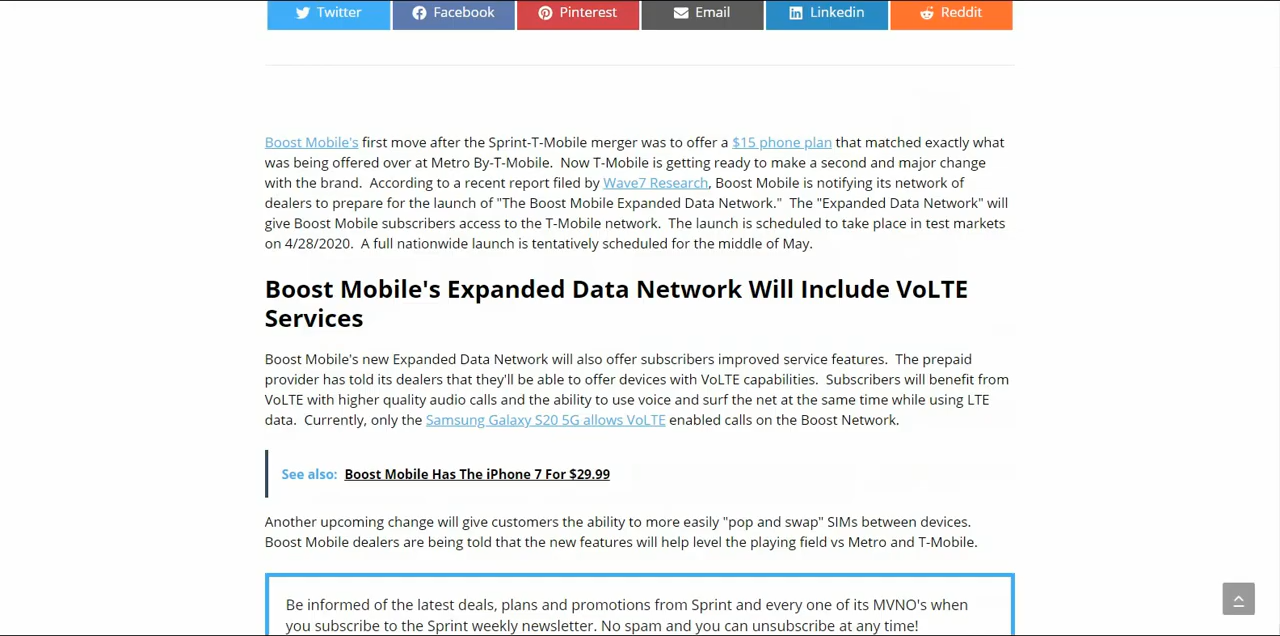 Twitter Facebook Pinterest Email Linkedin Reddit
Boost Mobile's first move after the Sprint-T-Mobile merger was to offer a $15 phone plan that matched exactly what
was being offered over at Metro By-T-Mobile.  Now T-Mobile is getting ready to make a second and major change
with the brand.  According to a recent report filed by Wave7 Research, Boost Mobile is notifying its network of
dealers to prepare for the launch of "The Boost Mobile Expanded Data Network."  The "Expanded Data Network" will
give Boost Mobile subscribers access to the T-Mobile network.  The launch is scheduled to take place in test markets
on 4/28/2020.  A full nationwide launch is tentatively scheduled for the middle of May.
Boost Mobile's Expanded Data Network Will Include VoLTE
Services
Boost Mobile's new Expanded Data Network will also offer subscribers improved service features.  The prepaid
provider has told its dealers that they'll be able to offer devices with VoLTE capabilities.  Subscribers will benefit from
VoLTE with higher quality audio calls and the ability to use voice and surf the net at the same time while using LTE
data.  Currently, only the Samsung Galaxy S20 5G allows VoLTE enabled calls on the Boost Network.
See also: Boost Mobile Has The iPhone 7 For $29.99
Another upcoming change will give customers the ability to more easily "pop and swap" SIMs between devices.
Boost Mobile dealers are being told that the new features will help level the playing field vs Metro and T-Mobile.
Be informed of the latest deals, plans and promotions from Sprint and every one of its MVNO's when
you subscribe to the Sprint weekly newsletter. No spam and you can unsubscribe at any time!